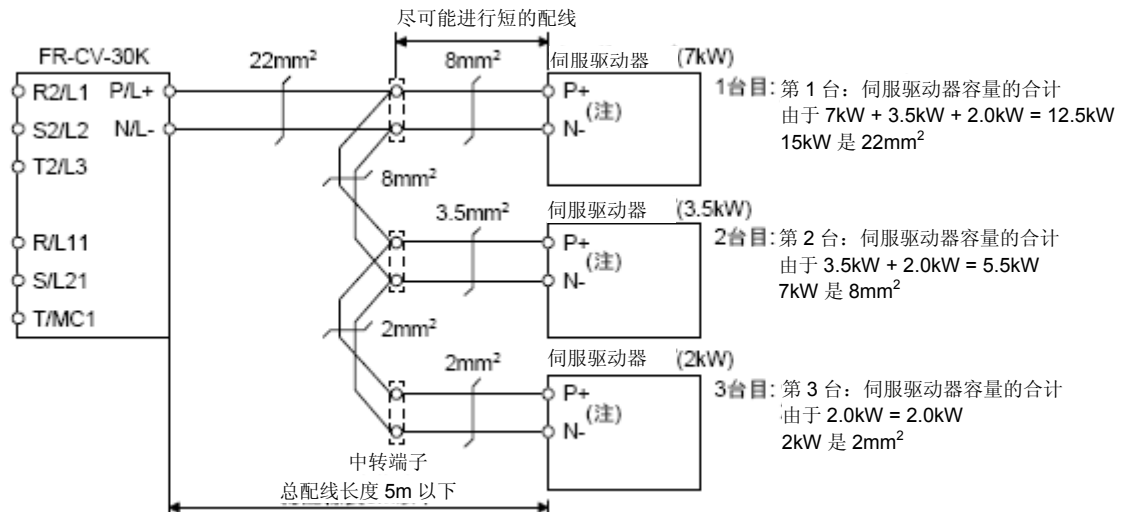 尽可能进行短的配线
FR-CV-30K
22mm²
8mm²
伺服驱动器 (7kW)
R2/L1 P/L+
S2/L2 N/L-
T2/L3
R/L11
S/L21
T/MC1
P+
(注)
N-
1台目: 第 1 台：伺服驱动器容量的合计
由于 7kW + 3.5kW + 2.0kW = 12.5kW
15kW 是 22mm²
8mm²
3.5mm²
伺服驱动器 (3.5kW)
P+
(注)
N-
2台目: 第 2 台：伺服驱动器容量的合计
由于 3.5kW + 2.0kW = 5.5kW
7kW 是 8mm²
2mm²
2mm²
伺服驱动器 (2kW)
P+
(注)
N-
3台目: 第 3 台：伺服驱动器容量的合计
由于 2.0kW = 2.0kW
2kW 是 2mm²
中转端子
总配线长度 5m 以下